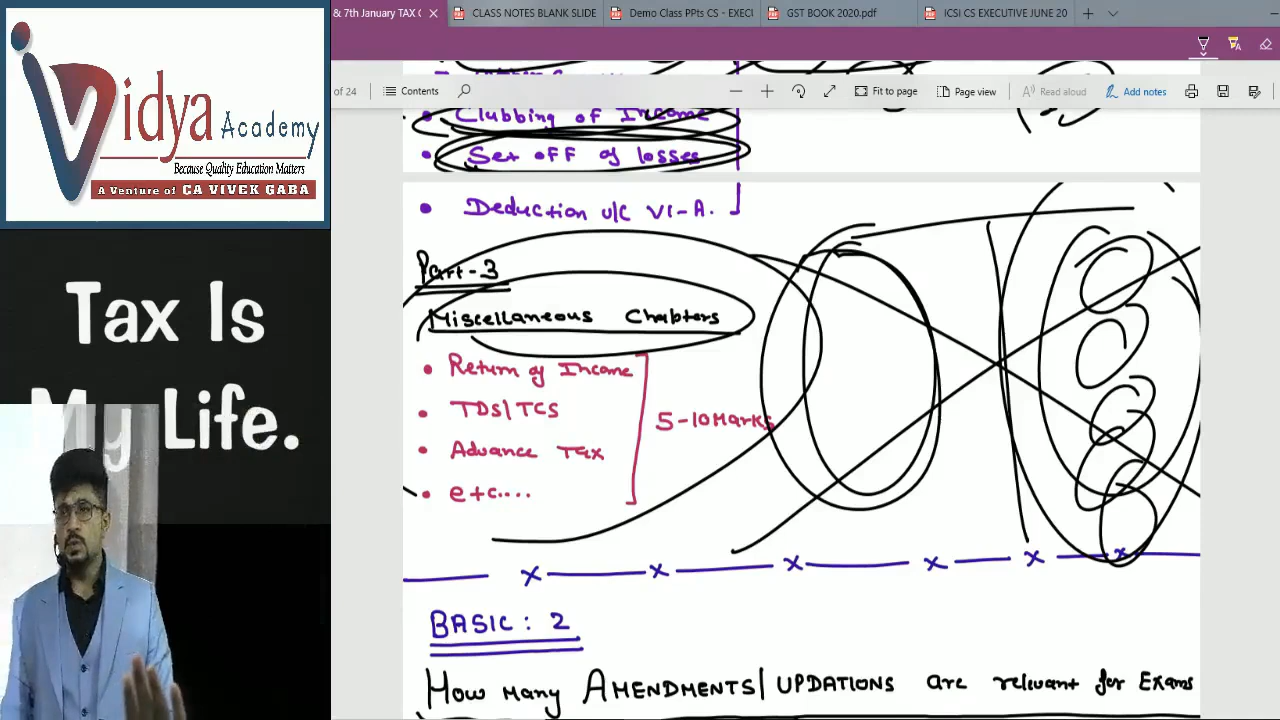 & 7th January TAX C
CLASS NOTES BLANK SLIDE
Demo Class PPts CS - EXECU
GST BOOK 2020.pdf
ICSI CS EXECUTIVE JUNE 20
of 24
Contents
Fit to page
Page view
Read aloud
Add notes
Vidya Academy
Because Quality Education Matters
A Venture of CA VIVEK GABA
Tax Is
My Life.
• Clubbing of Income
• Set OFF of losses
• Deduction u/c VI-A.
Part-3
Miscellaneous Chapters
• Return of Income
• TDS/TCS
• Advance Tax
• etc....
5-10 Marks
BASIC: 2
How many AMENDMENTS/UPDATIONS are relevant for Exams